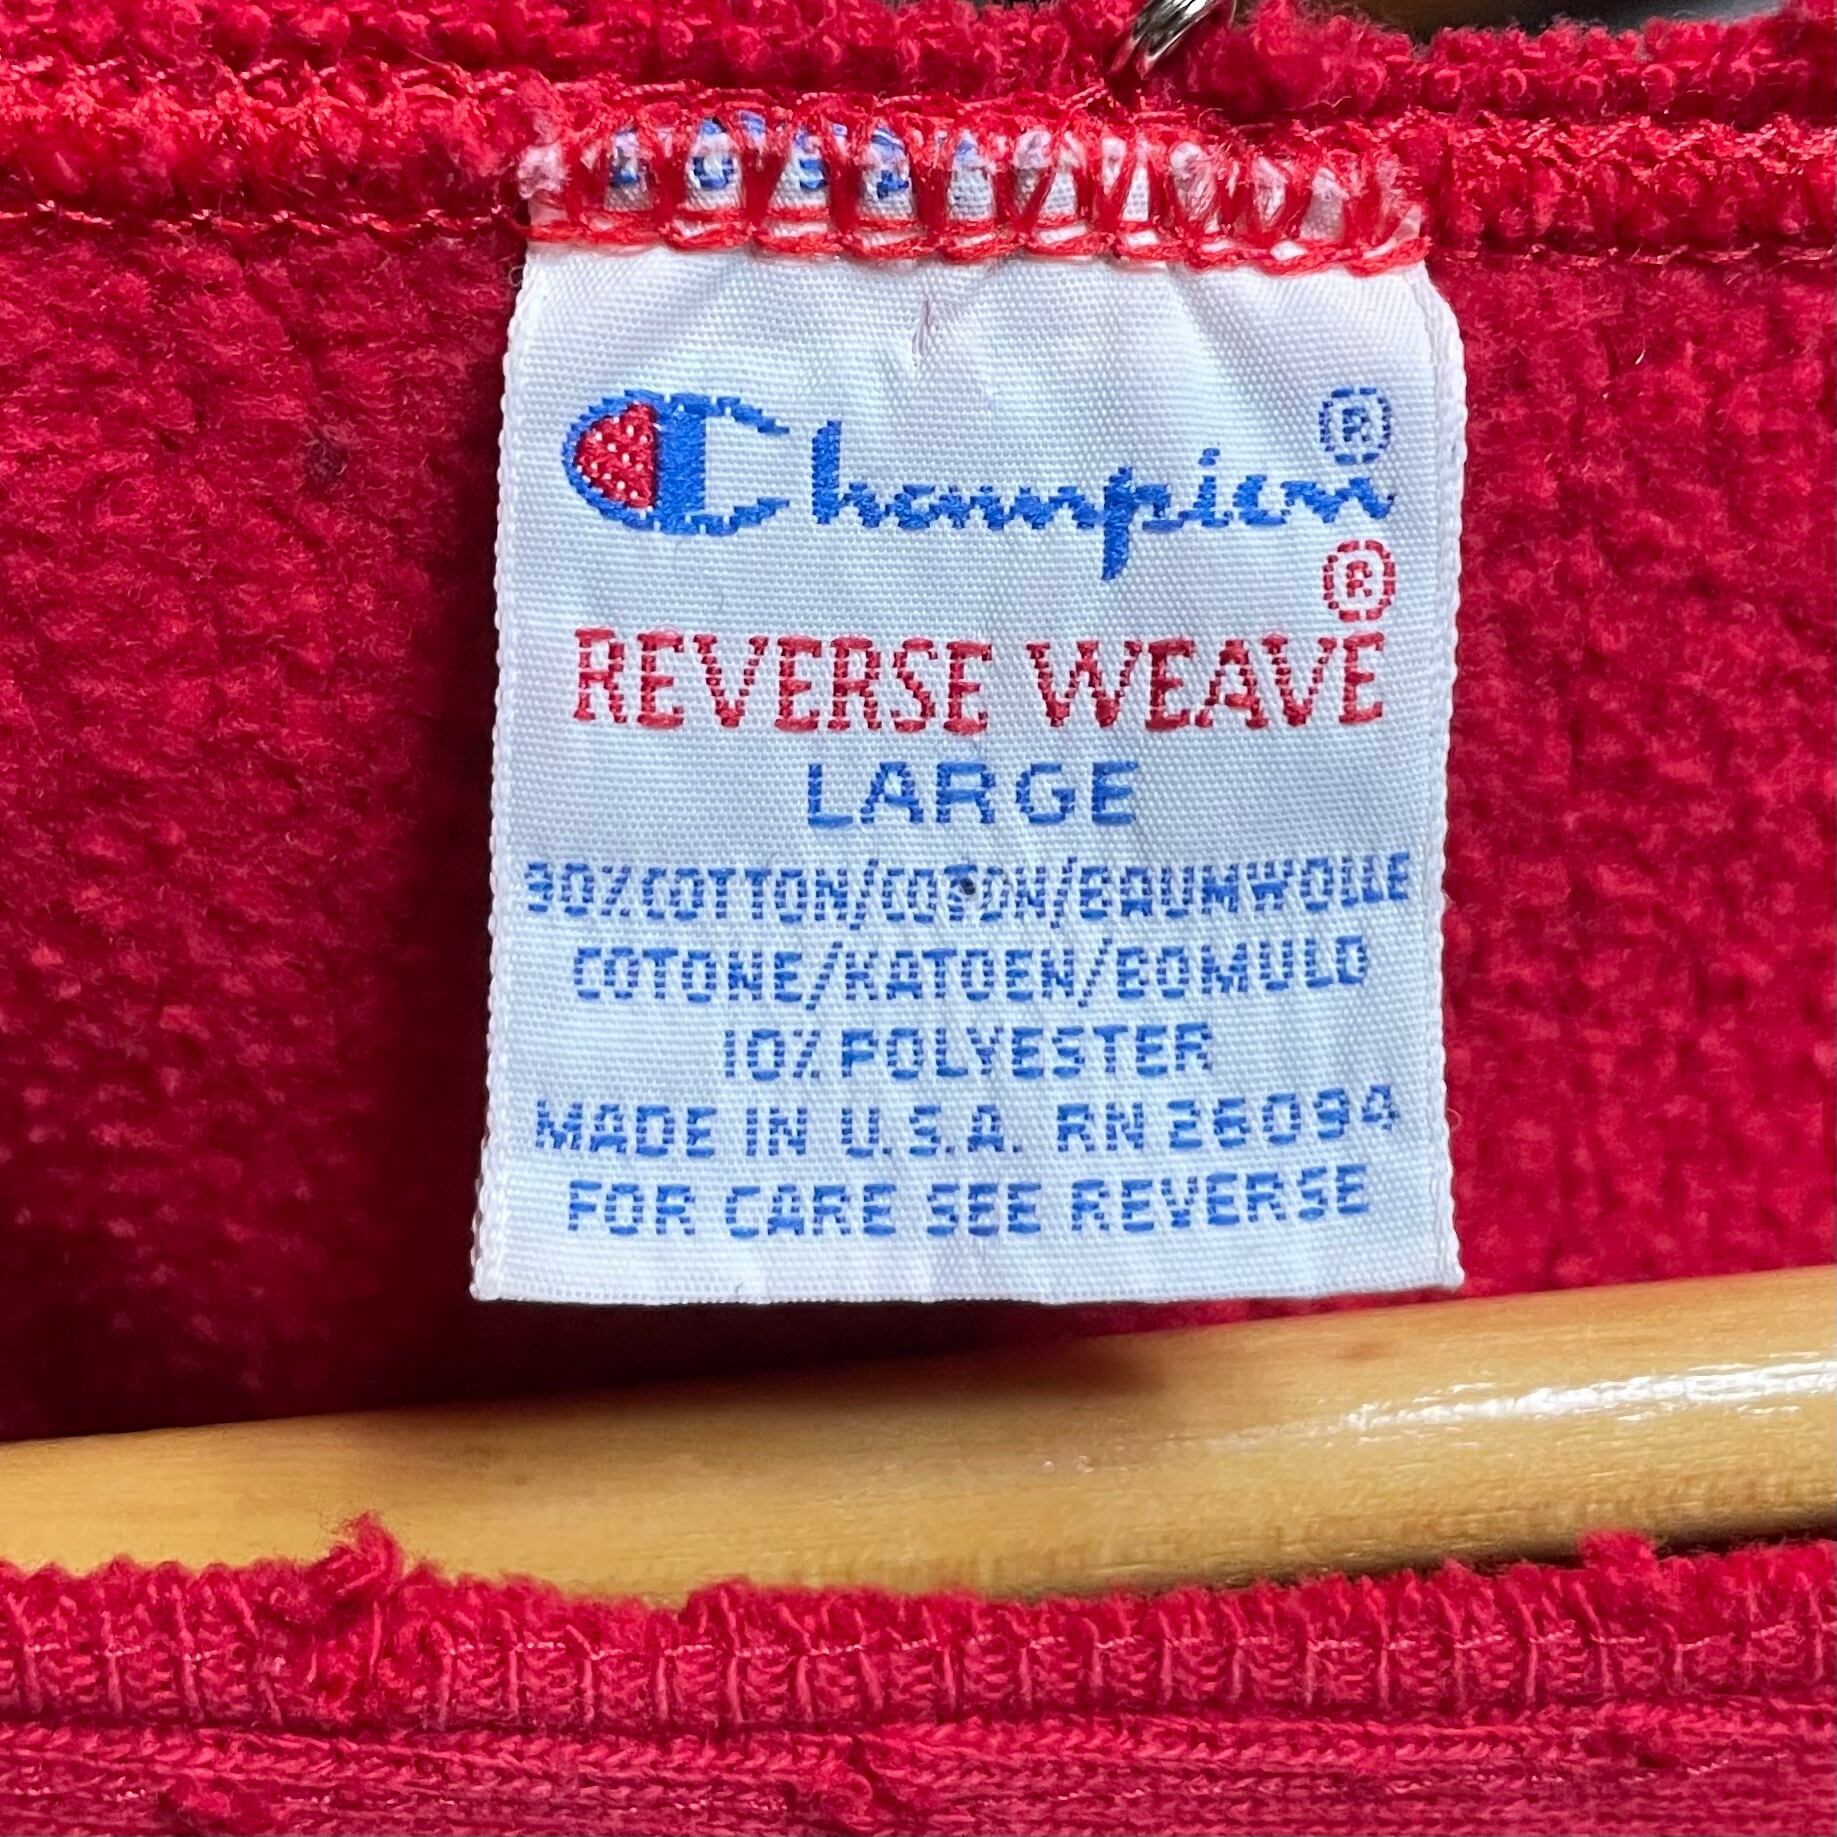 Champion®
®
REVERSE WEAVE
LARGE
90%COTTON/COTON/BAUMWOLLE
COTONE/KATOEN/BOMULD
10% POLYESTER
MADE IN U.S.A. RN 26094
FOR CARE SEE REVERSE